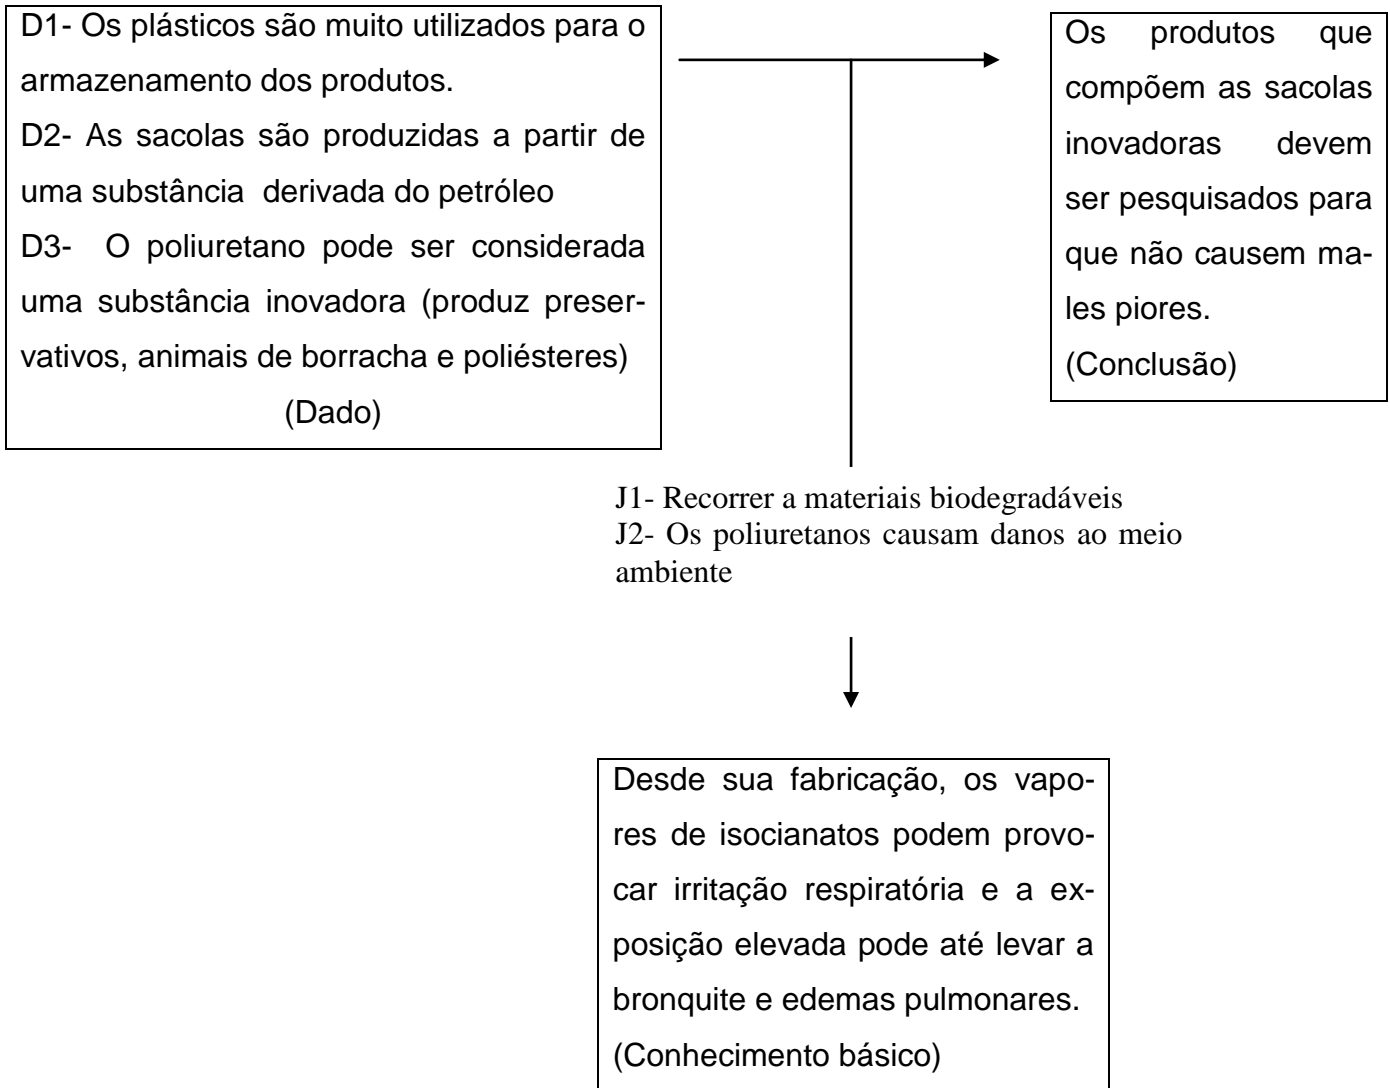 D1- Os plásticos são muito utilizados para o
armazenamento dos produtos.
D2- As sacolas são produzidas a partir de
uma substância derivada do petróleo
D3- O poliuretano pode ser considerada
uma substância inovadora (produz preser-
vativos, animais de borracha e poliésteres)
(Dado)
Os produtos que
compõem as sacolas
inovadoras devem
ser pesquisados para
que não causem ma-
les piores.
(Conclusão)
J1- Recorrer a materiais biodegradáveis
J2- Os poliuretanos causam danos ao meio
ambiente
Desde sua fabricação, os vapo-
res de isocianatos podem provo-
car irritação respiratória e a ex-
posição elevada pode até levar a
bronquite e edemas pulmonares.
(Conhecimento básico)